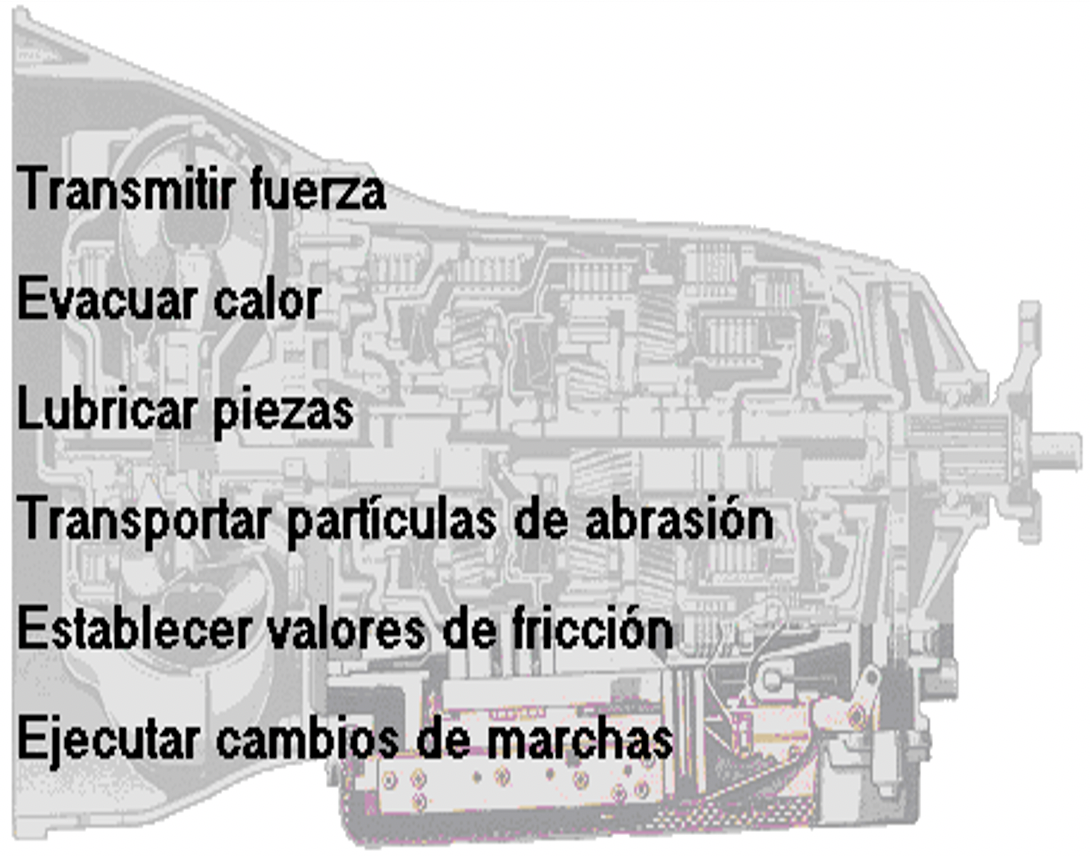 Transmitir fuerza
Evacuar calor
Lubricar piezas
Transportar partículas de abrasión
Establecer valores de fricción
Ejecutar cambios de marchas